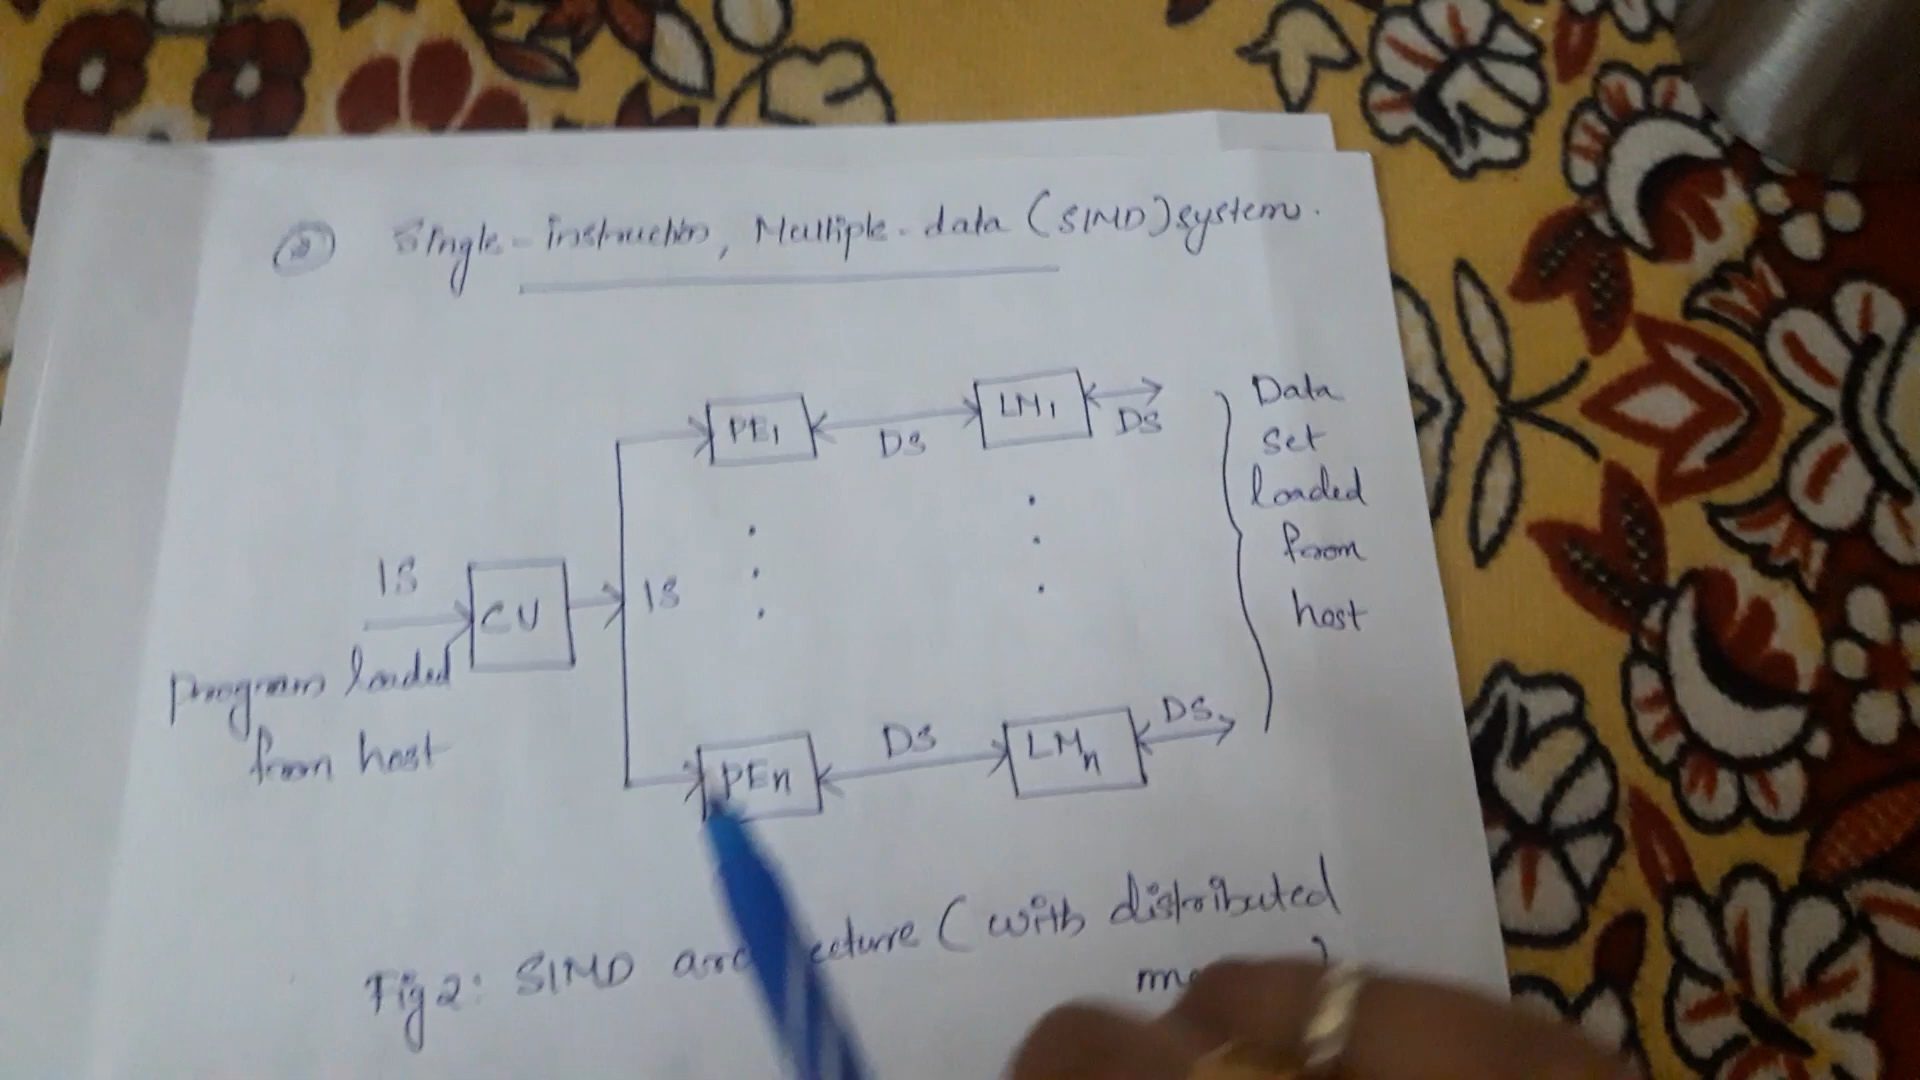 ② Single-instruction, Multiple-data (SIMD) system.
PE1
DS
LM1
DS
Data
set
loaded
from
host
IS
CU
IS
program loaded
from host
PEn
DS
LMn
DS
Fig 2: SIMD (with distributed